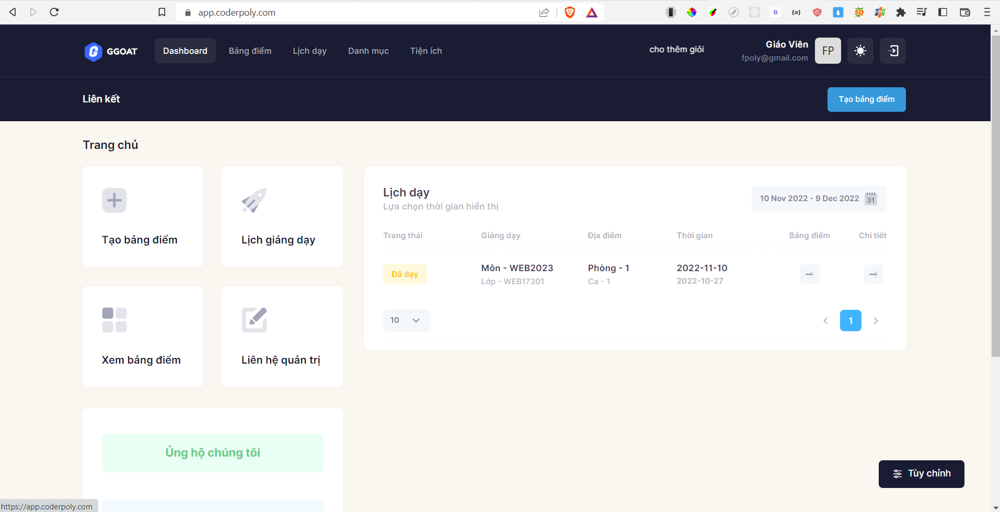 app.coderpoly.com
GGOAT
Dashboard
Bảng điểm
Lịch dạy
Danh mục
Tiện ích
cho thêm giỏi
Giáo Viên
fpoly@gmail.com
FP
Liên kết
Tạo bảng điểm
Trang chủ
Tạo bảng điểm
Lịch giảng dạy
Xem bảng điểm
Liên hệ quản trị
Ủng hộ chúng tôi
Lịch dạy
Lựa chọn thời gian hiển thị
10 Nov 2022 - 9 Dec 2022
31
Trang thái
Giảng dạy
Địa điểm
Thời gian
Bảng điểm
Chi tiết
Đã dạy
Môn - WEB2023
Lớp - WEB17301
Phòng - 1
Ca - 1
2022-11-10
2022-10-27
10
1
Tùy chỉnh
https://app.coderpoly.com